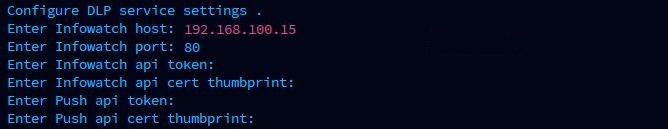 Configure DLP service settings .
Enter Infowatch host: 192.168.100.15
Enter Infowatch port: 80
Enter Infowatch api token:
Enter Infowatch api cert thumbprint:
Enter Push api token:
Enter Push api cert thumbprint: